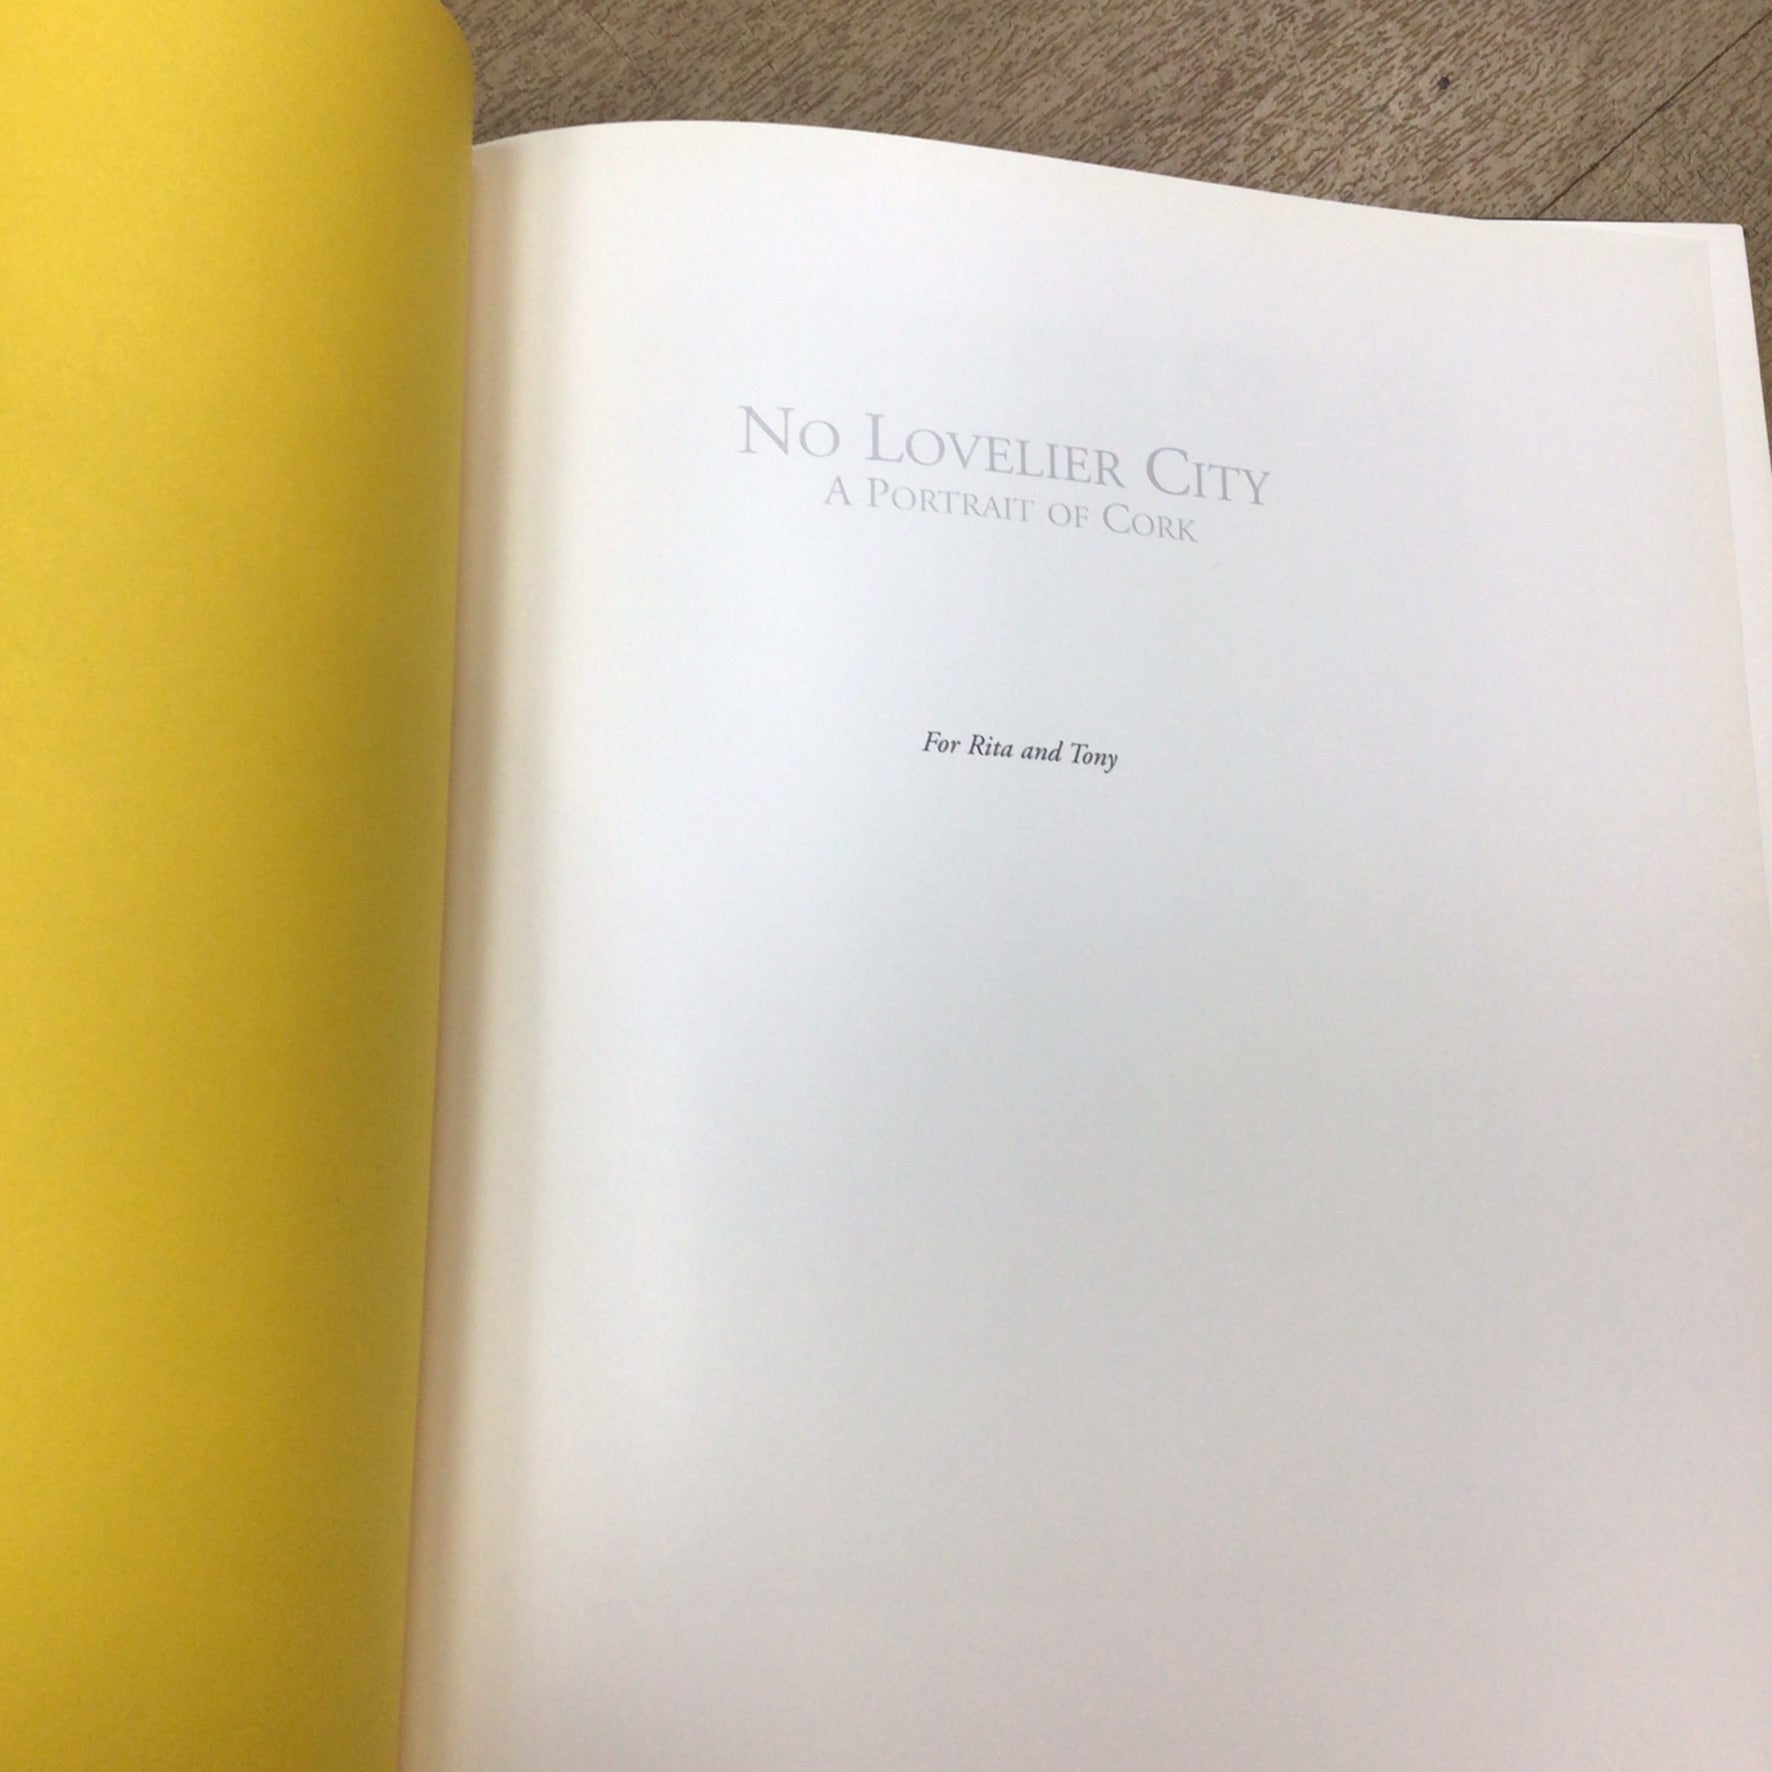 No Lovelier City
A Portrait of Cork
For Rita and Tony